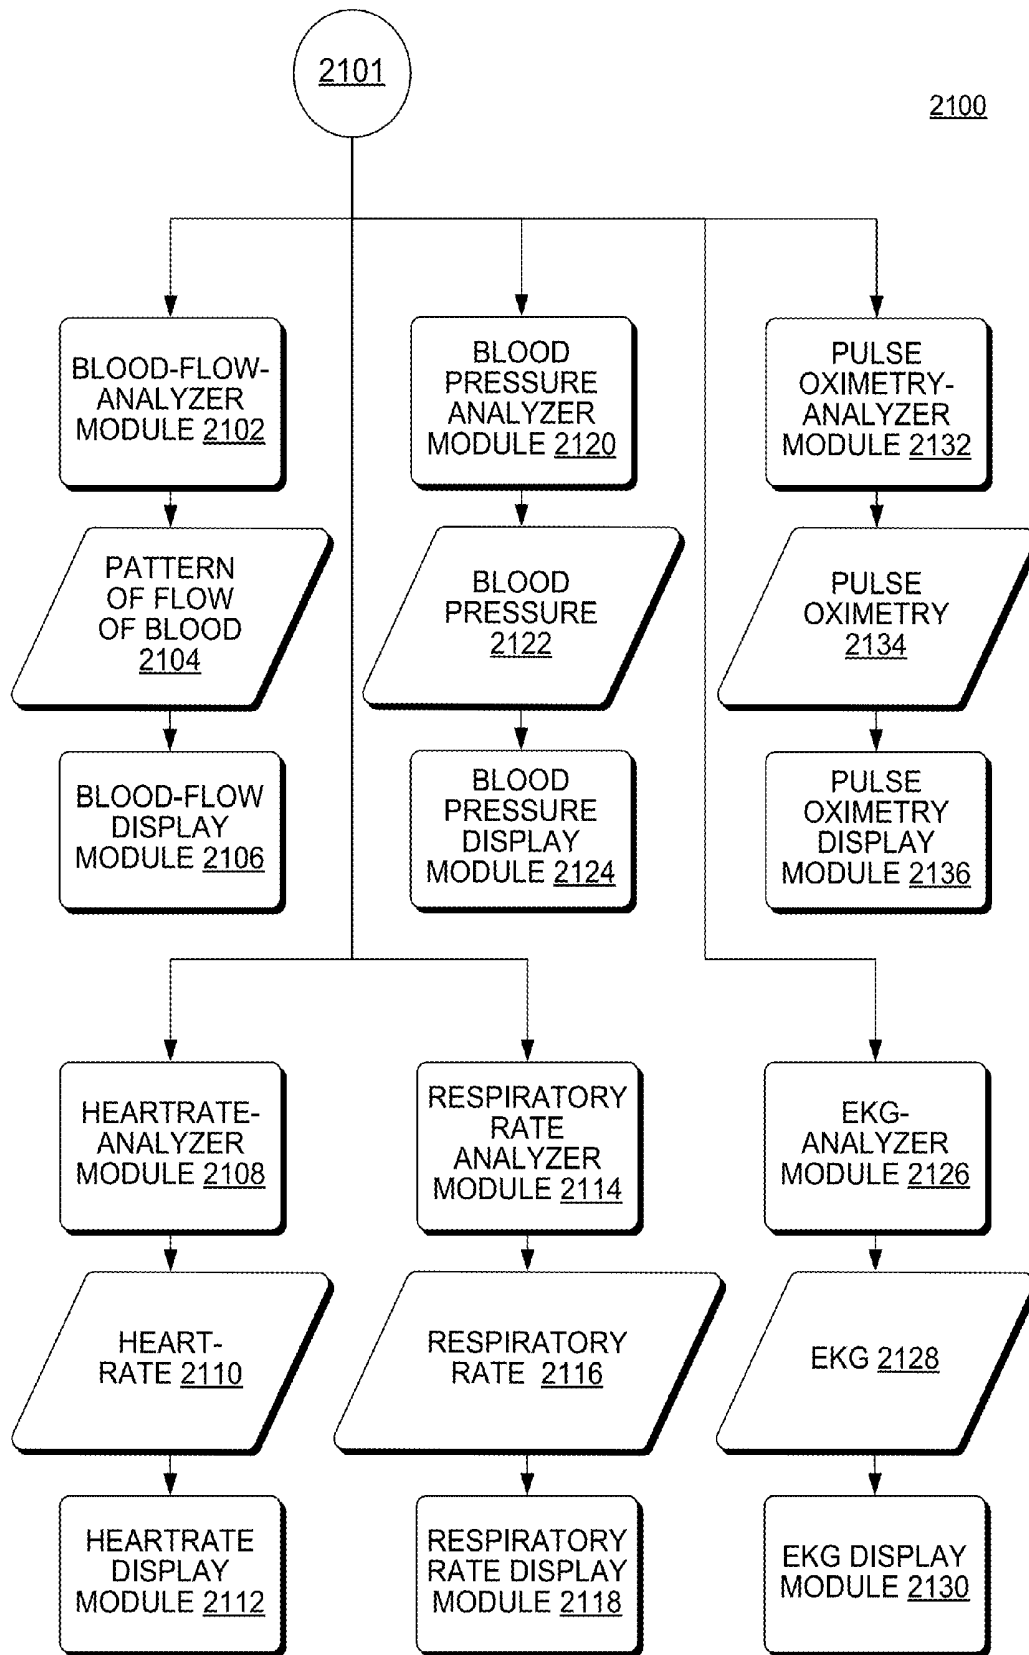 2101
2100
BLOOD-FLOW-
ANALYZER
MODULE 2102
BLOOD
PRESSURE
ANALYZER
MODULE 2120
PULSE
OXIMETRY-
ANALYZER
MODULE 2132
PATTERN
OF FLOW
OF BLOOD
2104
BLOOD
PRESSURE
2122
PULSE
OXIMETRY
2134
BLOOD-FLOW
DISPLAY
MODULE 2106
BLOOD
PRESSURE
DISPLAY
MODULE 2124
PULSE
OXIMETRY
DISPLAY
MODULE 2136
HEARTRATE-
ANALYZER
MODULE 2108
RESPIRATORY
RATE
ANALYZER
MODULE 2114
EKG-
ANALYZER
MODULE 2126
HEART-
RATE 2110
RESPIRATORY
RATE 2116
EKG 2128
HEARTRATE
DISPLAY
MODULE 2112
RESPIRATORY
RATE DISPLAY
MODULE 2118
EKG DISPLAY
MODULE 2130